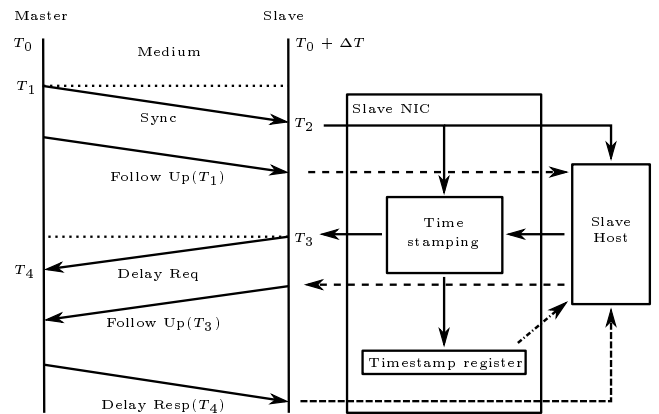 Master
Slave
T0
T0 + ΔT
Medium
T1
Slave NIC
Sync
T2
Follow Up(T1)
Time
stamping
Slave
Host
T3
T4
Delay Req
Follow Up(T3)
Timestamp register
Delay Resp(T4)